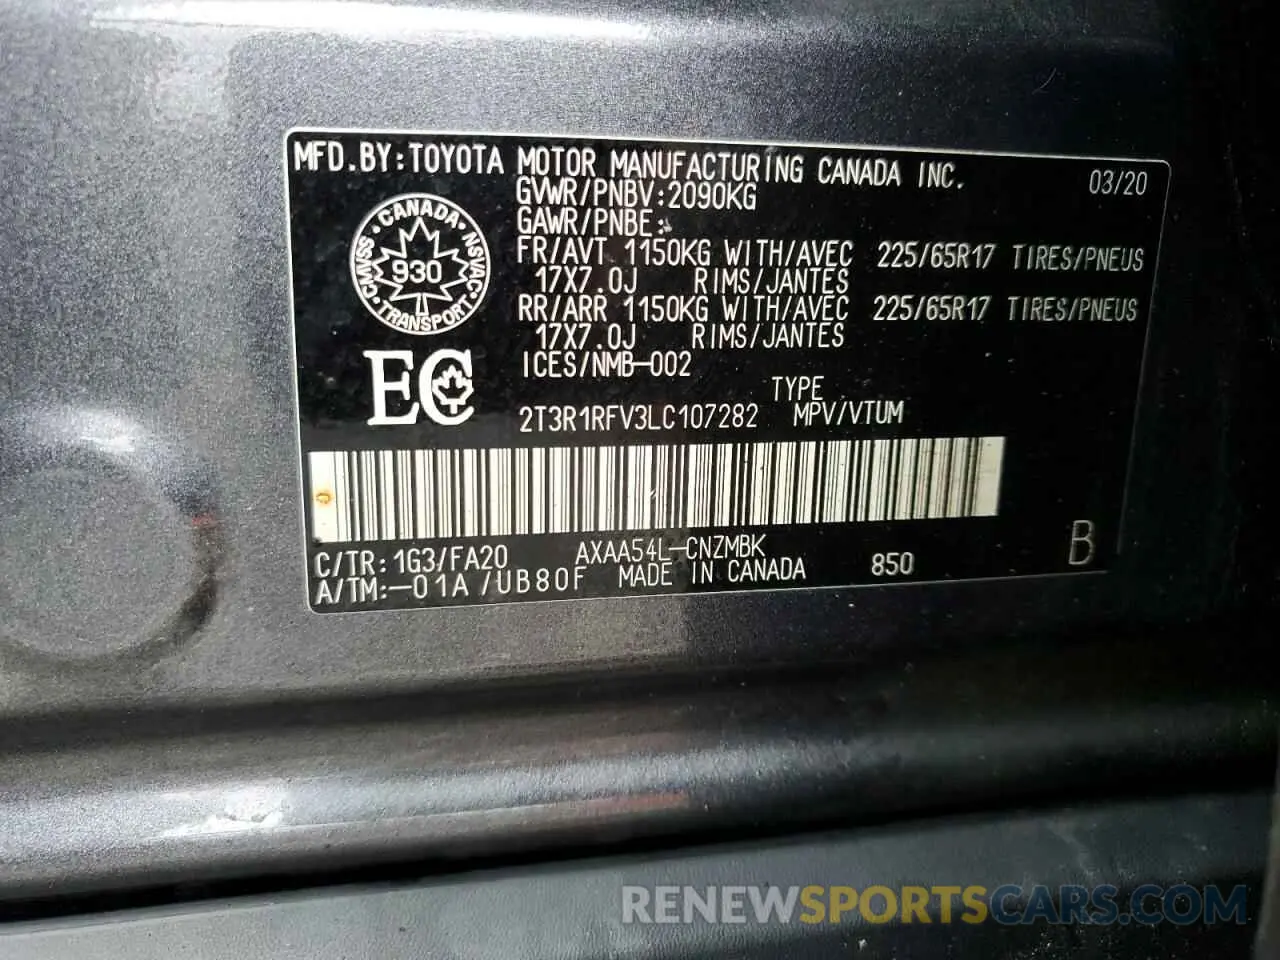 MFD.BY:TOYOTA MOTOR MANUFACTURING CANADA INC. 03/20
GVWR/PNBV:2090KG
GAWR/PNBE:
FR/AVT 1150KG WITH/AVEC 225/65R17 TIRES/PNEUS
17X7.0J RIMS/JANTES
RR/ARR 1150KG WITH/AVEC 225/65R17 TIRES/PNEUS
17X7.0J RIMS/JANTES
ICES/NMB-002
CANADA
CMVSS 930 NSVAC
TRANSPORT
EC
TYPE
2T3R1RFV3LC107282 MPV/VTUM
C/TR:1G3/FA20 AXAA54L-CNZMBK 850 B
A/TM:-01A/UB80F MADE IN CANADA
RENEWSPORTSCARS.COM